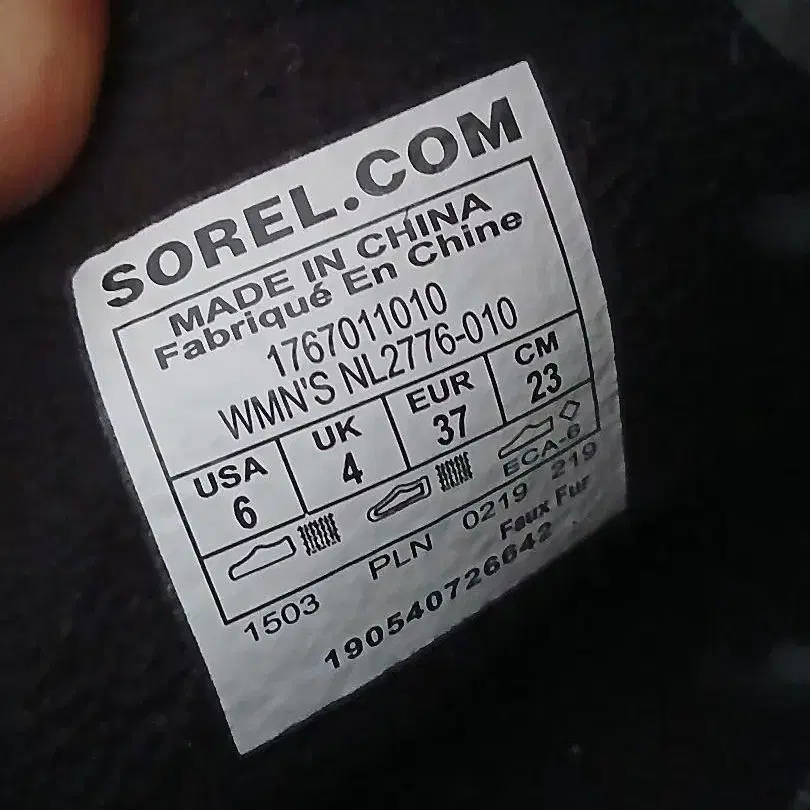 SOREL.COM
MADE IN CHINA
Fabriqué En Chine
1767011010
WMN'S NL2776-010
USA UK EUR CM
6 4 37 23
ECA-6
1503 PLN 0219 219
Faux Fur
190540726642